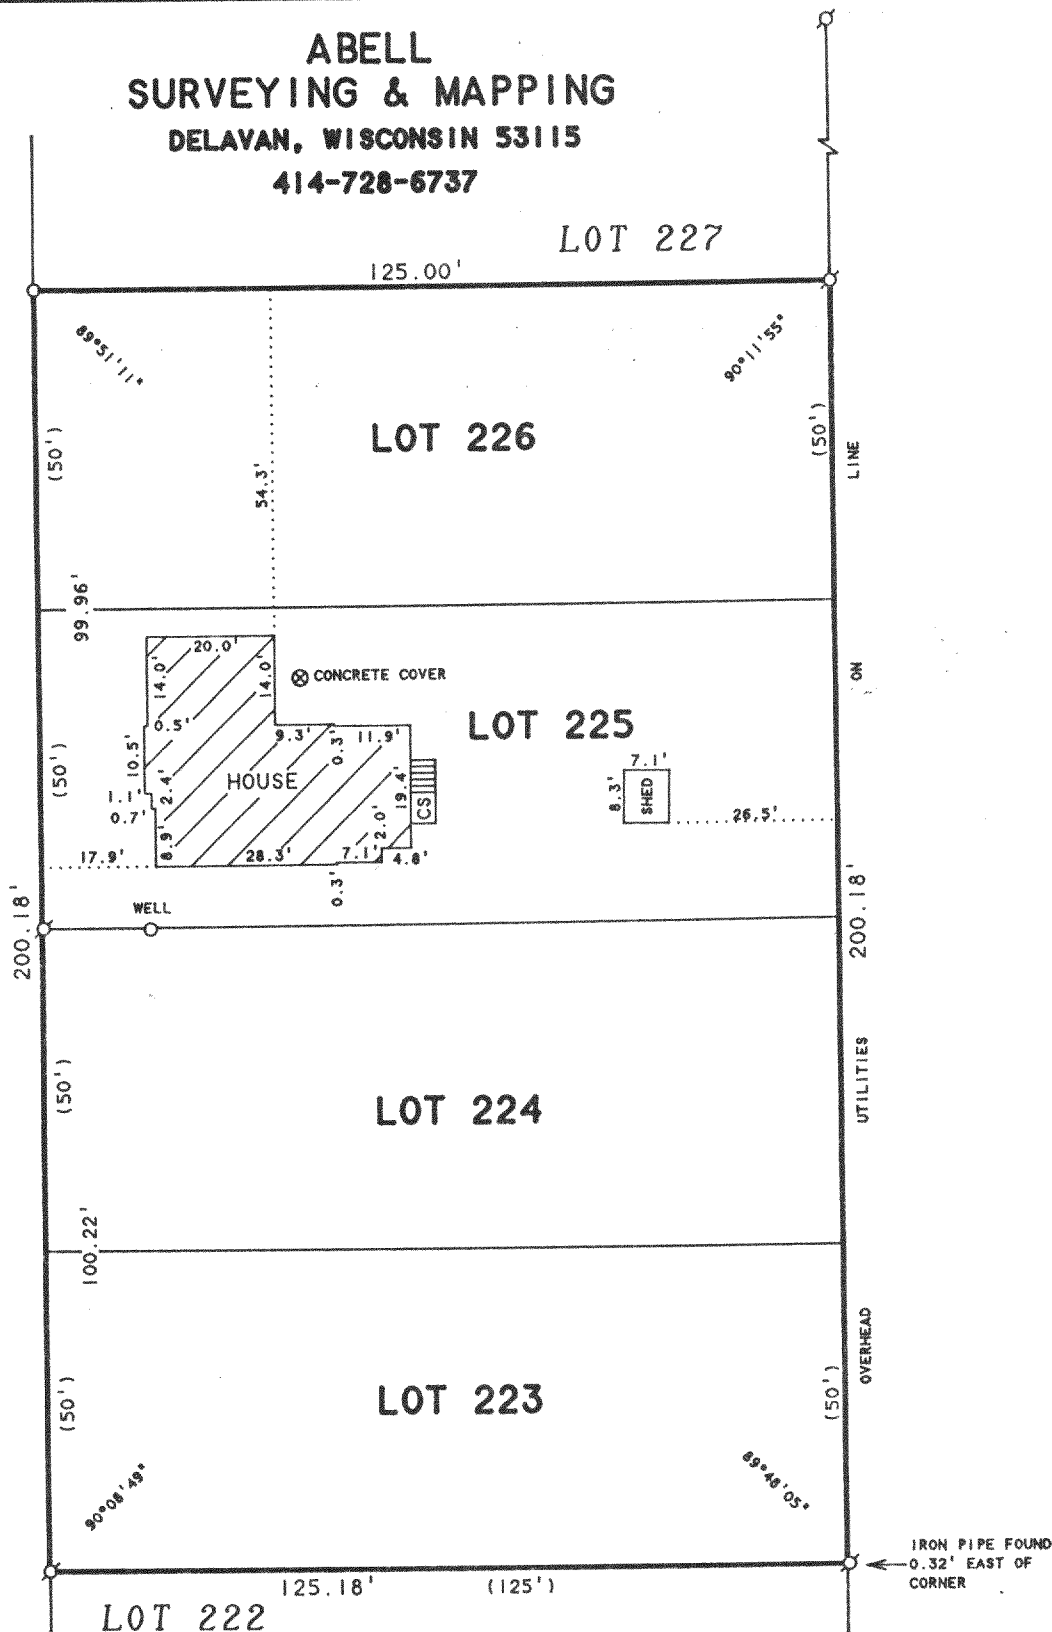 ABELL
SURVEYING & MAPPING
DELAVAN, WISCONSIN 53115
414-728-6737
LOT 227
125.00'
89°51'11"
90°11'55"
(50')
LOT 226
(50')
LINE
54.3'
99.96'
20.0'
14.0'
14.0'
CONCRETE COVER
ON
0.5'
9.3'
0.3'
11.9'
LOT 225
(50')
10.5'
2.4'
HOUSE
19.4'
CS
7.1'
8.3'
SHED
26.5'
1.1'
0.7'
8.9'
2.0'
17.9'
28.3'
7.1'
4.8'
0.3'
WELL
200.18'
200.18'
(50')
LOT 224
UTILITIES
100.22'
OVERHEAD
(50')
LOT 223
(50')
90°08'49"
89°48'05"
IRON PIPE FOUND
0.32' EAST OF
CORNER
125.18' (125')
LOT 222